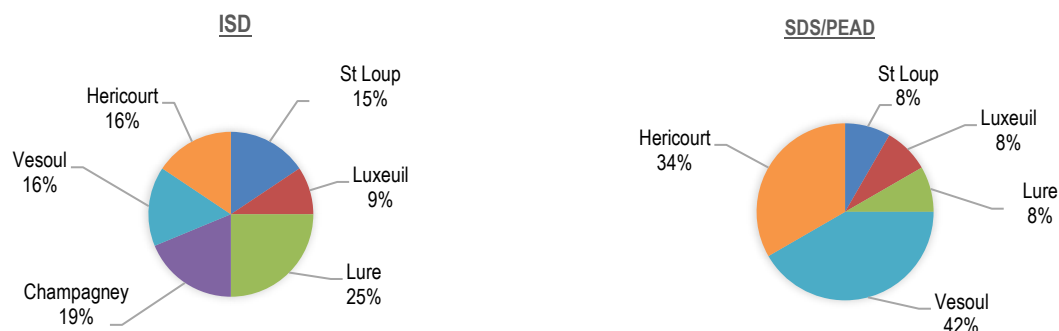 ISD
St Loup
15%
Luxeuil
9%
Lure
25%
Champagney
19%
Vesoul
16%
Hericourt
16%
SDS/PEAD
St Loup
8%
Luxeuil
8%
Lure
8%
Vesoul
42%
Hericourt
34%